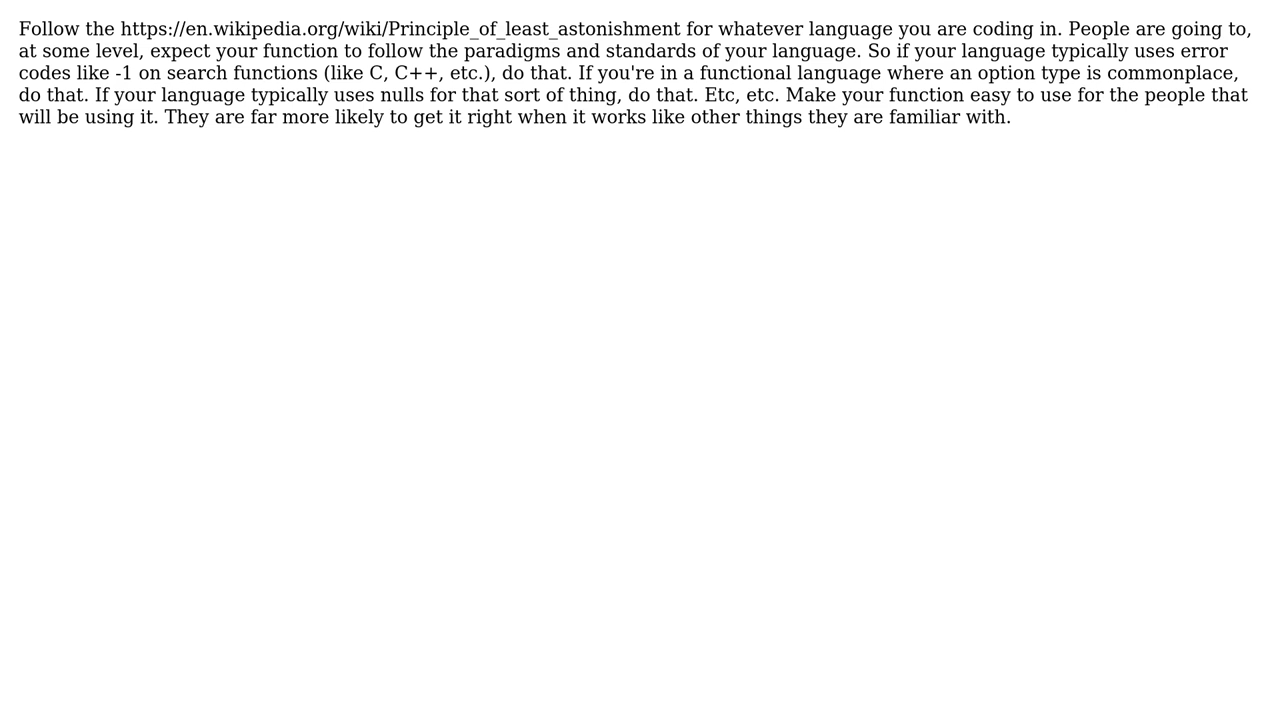 Follow the https://en.wikipedia.org/wiki/Principle_of_least_astonishment for whatever language you are coding in. People are going to,
at some level, expect your function to follow the paradigms and standards of your language. So if your language typically uses error
codes like -1 on search functions (like C, C++, etc.), do that. If you're in a functional language where an option type is commonplace,
do that. If your language typically uses nulls for that sort of thing, do that. Etc, etc. Make your function easy to use for the people that
will be using it. They are far more likely to get it right when it works like other things they are familiar with.